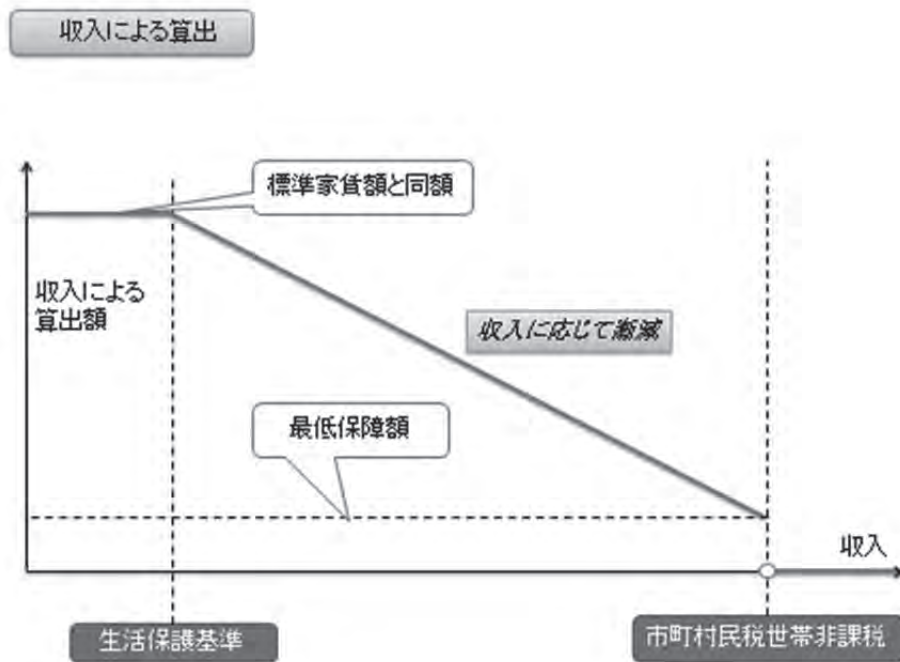 収入による算出
標準家賃額と同額
収入による
算出額
収入に応じて漸減
最低保障額
収入
生活保護基準
市町村民税世帯非課税